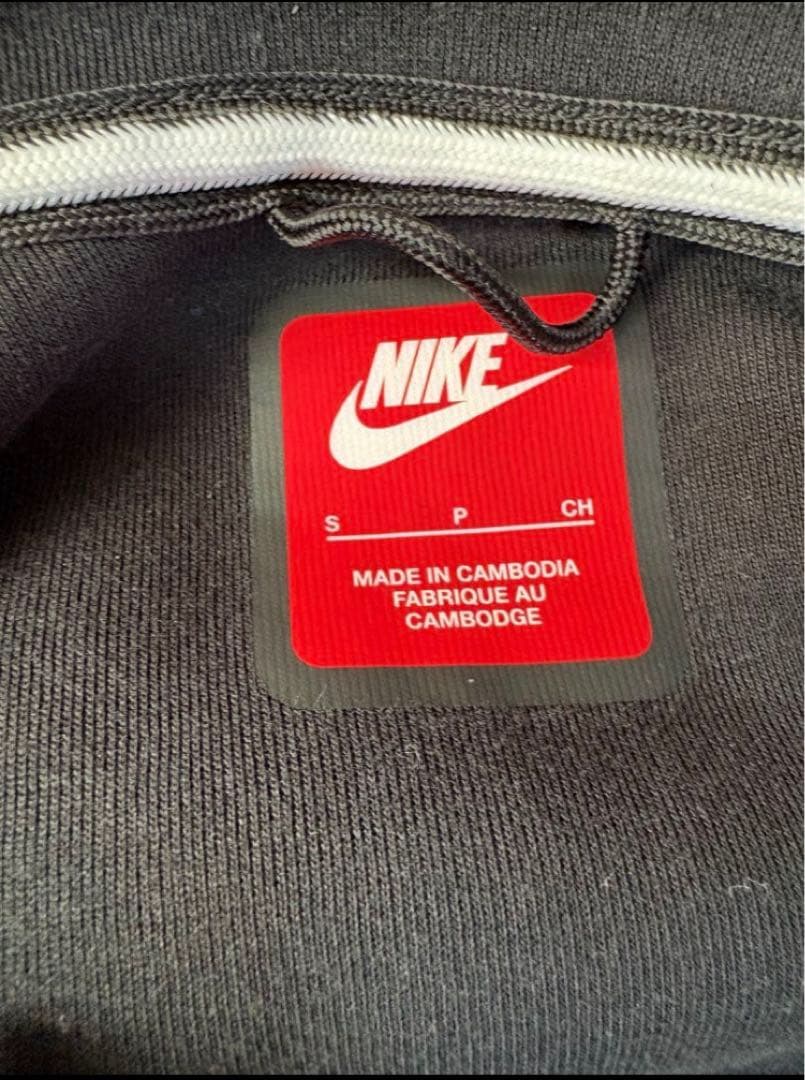 NIKE
S P CH
MADE IN CAMBODIA
FABRIQUE AU
CAMBODGE